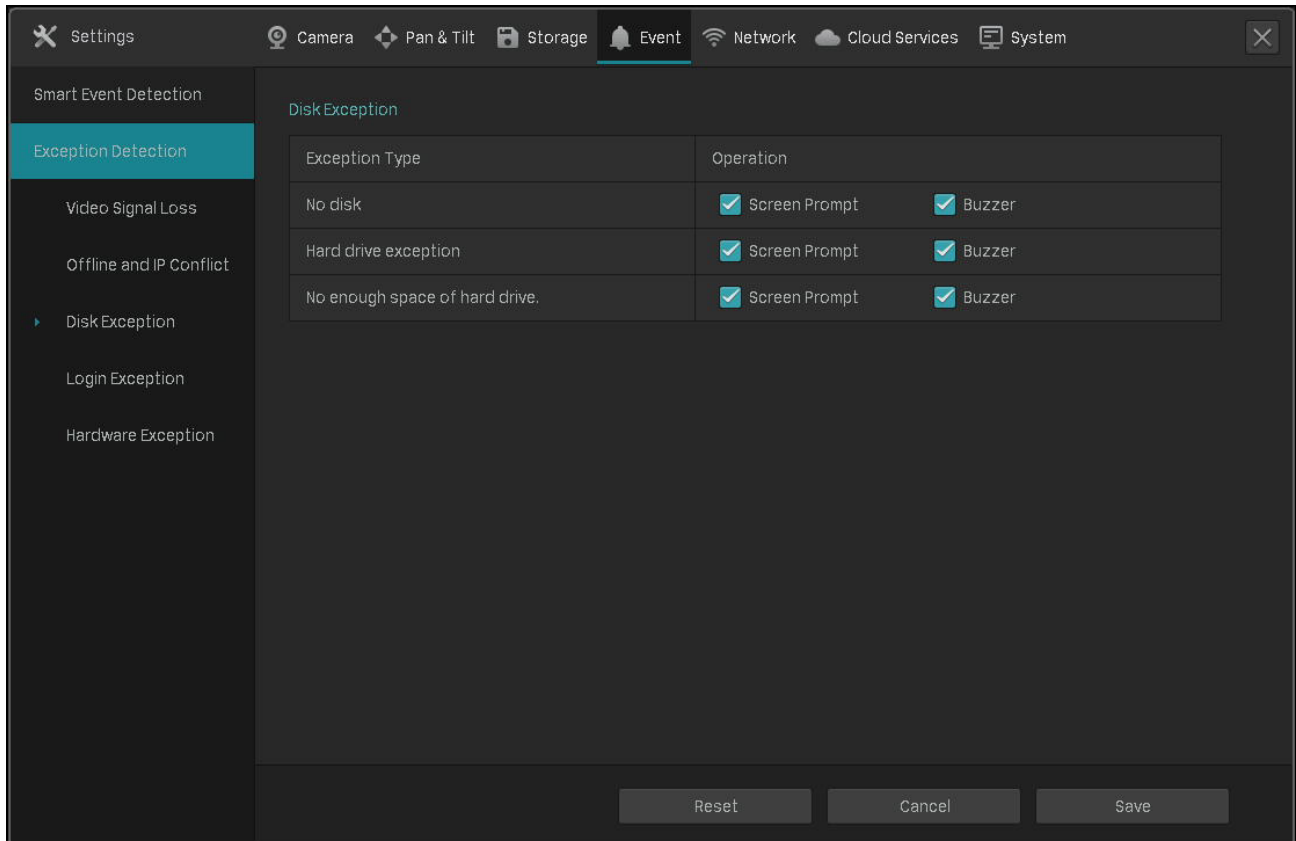 Settings Camera Pan & Tilt Storage Event Network Cloud Services System
Smart Event Detection
Exception Detection
Video Signal Loss
Offline and IP Conflict
Disk Exception
Login Exception
Hardware Exception
Disk Exception
Exception Type Operation
No disk Screen Prompt Buzzer
Hard drive exception Screen Prompt Buzzer
No enough space of hard drive. Screen Prompt Buzzer
Reset Cancel Save